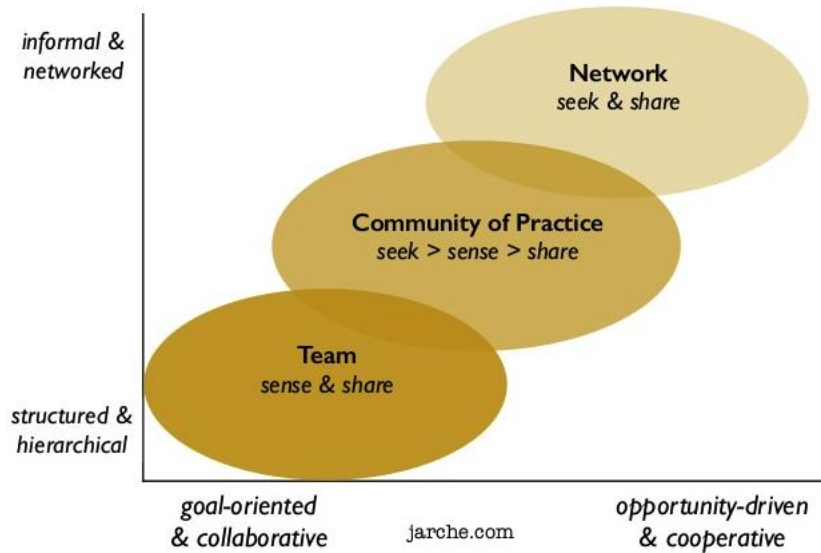 informal &
networked
Network
seek & share
Community of Practice
seek > sense > share
Team
sense & share
structured &
hierarchical
goal-oriented
& collaborative
jarche.com
opportunity-driven
& cooperative